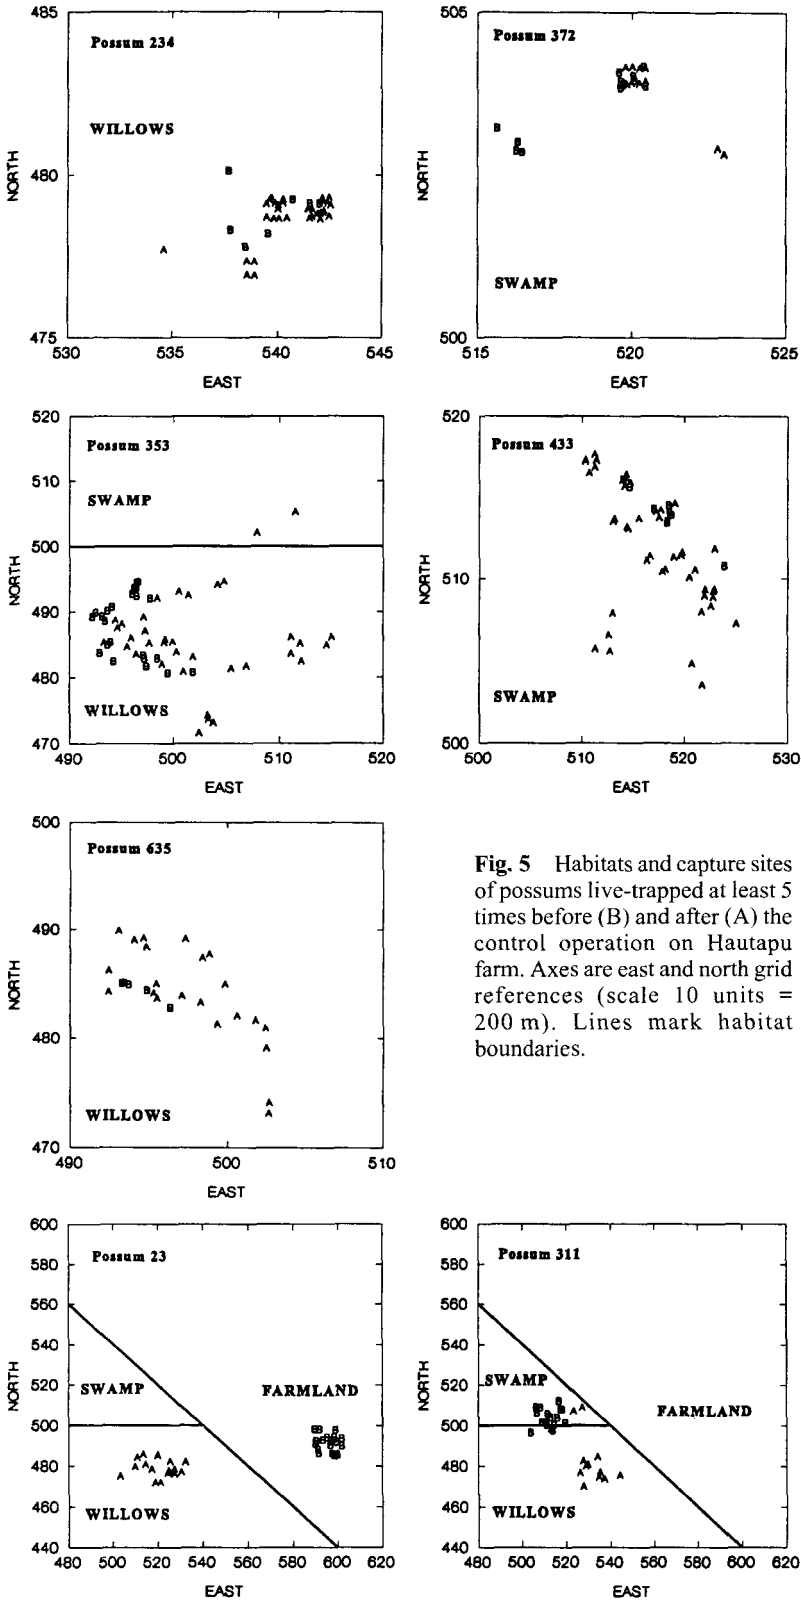 Possum 234
WILLOWS
485
480
475
NORTH
530 535 540 545
EAST
Possum 372
SWAMP
505
500
NORTH
515 520 525
EAST
Possum 353
SWAMP
WILLOWS
520
510
500
490
480
470
NORTH
490 500 510 520
EAST
Possum 433
SWAMP
520
510
500
NORTH
500 510 520 530
EAST
Possum 635
WILLOWS
500
490
480
470
NORTH
490 500 510
EAST
Fig. 5 Habitats and capture sites
of possums live-trapped at least 5
times before (B) and after (A) the
control operation on Hautapu
farm. Axes are east and north grid
references (scale 10 units =
200 m). Lines mark habitat
boundaries.
Possum 23
SWAMP
FARMLAND
WILLOWS
600
580
560
540
520
500
480
460
440
NORTH
480 500 520 540 560 580 600 620
EAST
Possum 311
SWAMP
FARMLAND
WILLOWS
600
580
560
540
520
500
480
460
440
NORTH
480 500 520 540 560 580 600 620
EAST